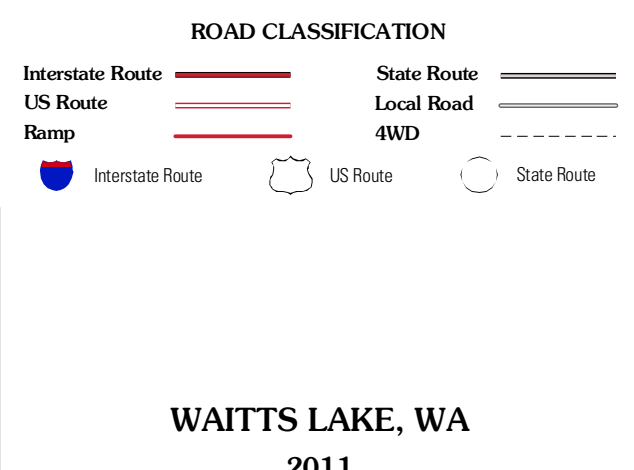 ROAD CLASSIFICATION
Interstate Route State Route
US Route Local Road
Ramp 4WD
Interstate Route US Route State Route
WAITTS LAKE, WA
2011